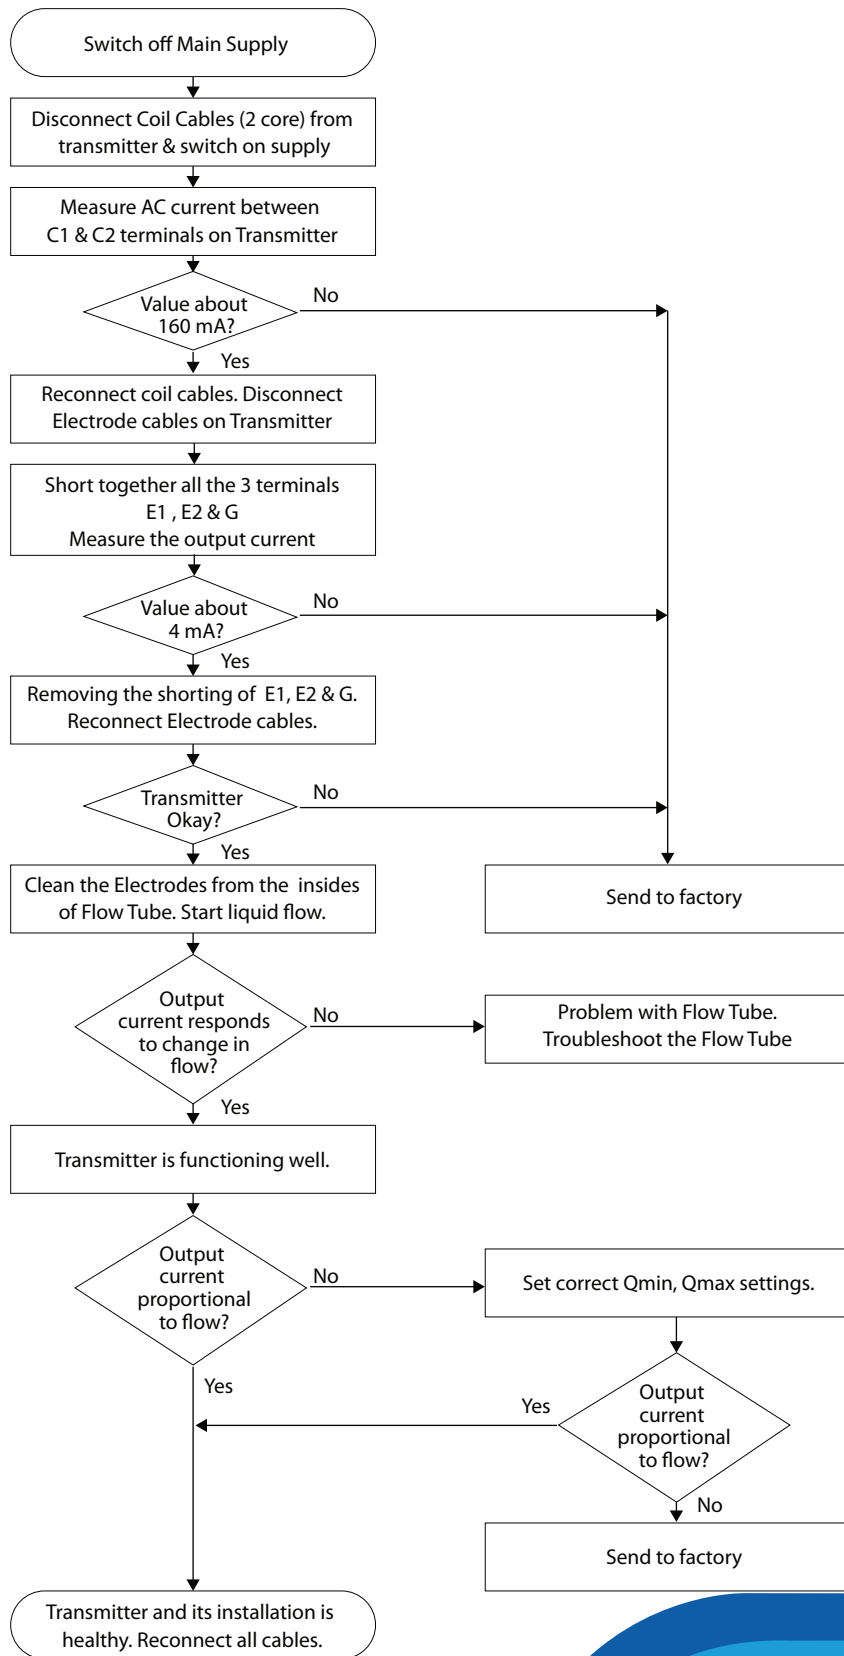 Switch off Main Supply
Disconnect Coil Cables (2 core) from
transmitter & switch on supply
Measure AC current between
C1 & C2 terminals on Transmitter
Value about
160 mA?
No
Yes
Reconnect coil cables. Disconnect
Electrode cables on Transmitter
Short together all the 3 terminals
E1 , E2 & G
Measure the output current
Value about
4 mA?
No
Yes
Removing the shorting of E1, E2 & G.
Reconnect Electrode cables.
Transmitter
Okay?
No
Yes
Clean the Electrodes from the insides
of Flow Tube. Start liquid flow.
Send to factory
Output
current responds
to change in
flow?
No
Problem with Flow Tube.
Troubleshoot the Flow Tube
Yes
Transmitter is functioning well.
Output
current
proportional
to flow?
No
Set correct Qmin, Qmax settings.
Yes
Output
current
proportional
to flow?
Yes
No
Send to factory
Transmitter and its installation is
healthy. Reconnect all cables.